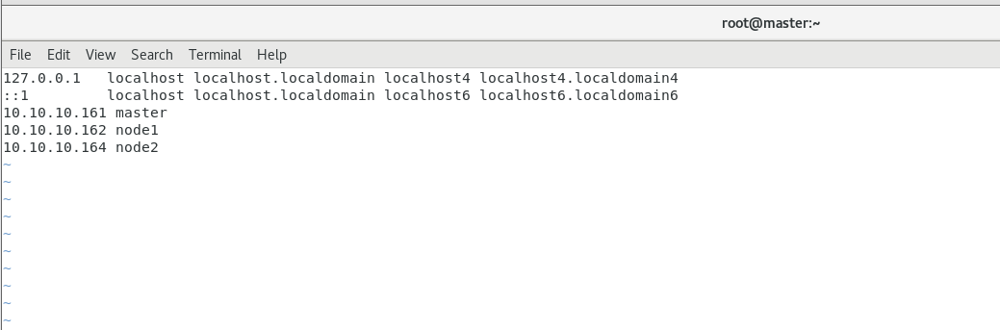 root@master:~
File Edit View Search Terminal Help
127.0.0.1   localhost localhost.localdomain localhost4 localhost4.localdomain4
::1         localhost localhost.localdomain localhost6 localhost6.localdomain6
10.10.10.161 master
10.10.10.162 node1
10.10.10.164 node2
~
~
~
~
~
~
~
~
~
~